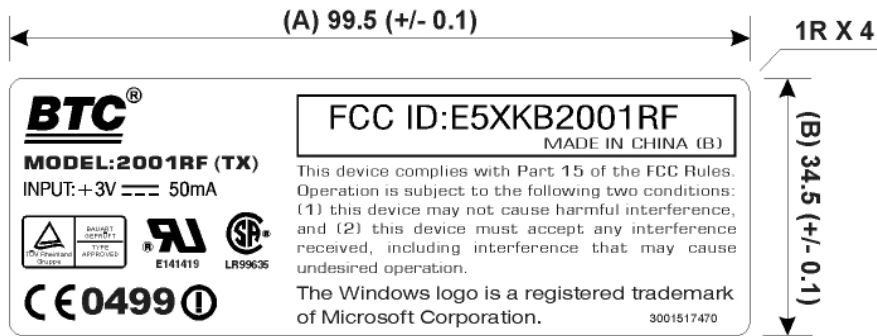 (A) 99.5 (+/- 0.1)
1R X 4
BTC®
MODEL:2001RF (TX)
INPUT:+3V 50mA
BAUART
GEPRÜFT
TÜV Rheinland
Gruppe
TYPE
APPROVED
E141419
LR99635
CE0499
FCC ID:E5XKB2001RF
MADE IN CHINA (B)
This device complies with Part 15 of the FCC Rules.
Operation is subject to the following two conditions:
(1) this device may not cause harmful interference,
and (2) this device must accept any interference
received, including interference that may cause
undesired operation.
The Windows logo is a registered trademark
of Microsoft Corporation.
3001517470
(B) 34.5 (+/- 0.1)